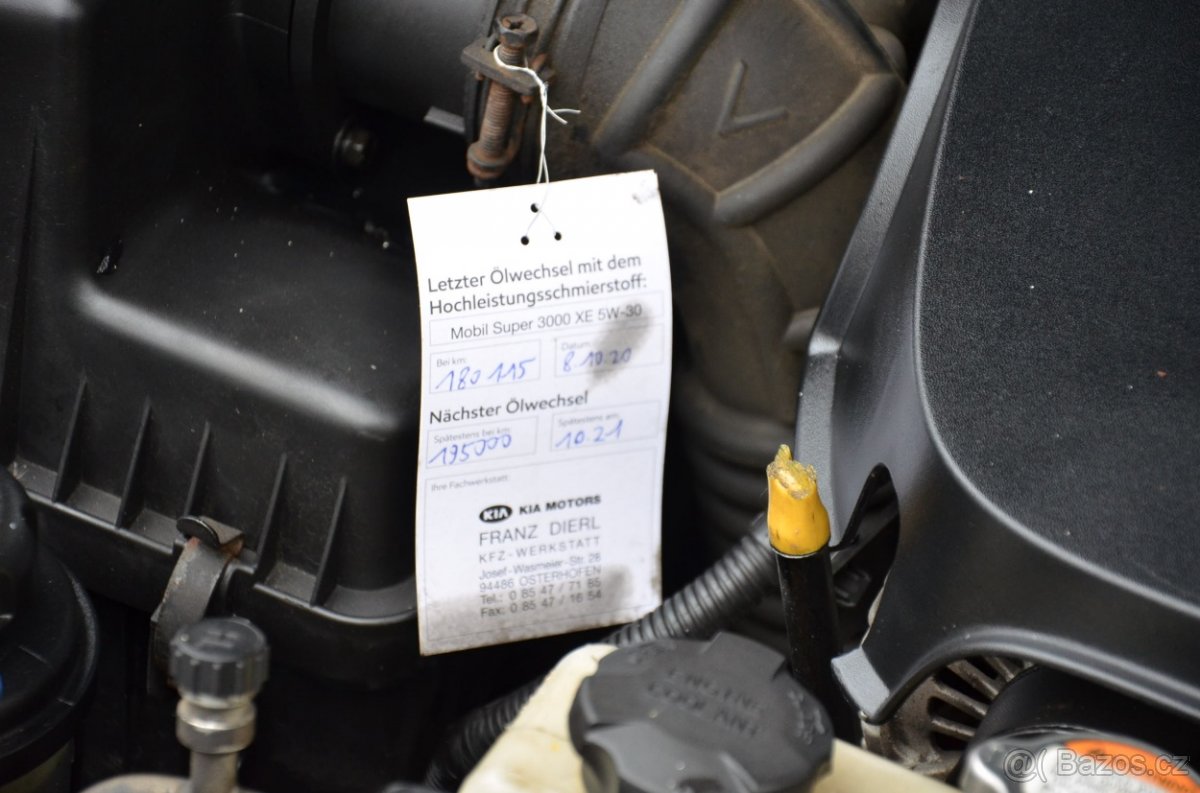 Letzter Ölwechsel mit dem
Hochleistungsschmierstoff:
Mobil Super 3000 XE 5W-30
Bei km: Datum:
180 115 8.10.20
Nächster Ölwechsel
Spätestens bei km: Spätestens am:
195000 10.21
Ihre Fachwerkstatt:
KIA KIA MOTORS
FRANZ DIERL
KFZ-WERKSTATT
Josef-Wasmeier-Str. 28
94486 OSTERHOFEN
Tel.: 0 85 47 / 71 85
Fax: 0 85 47 / 16 54
ENGINE
COOLANT
@( Bazos.cz